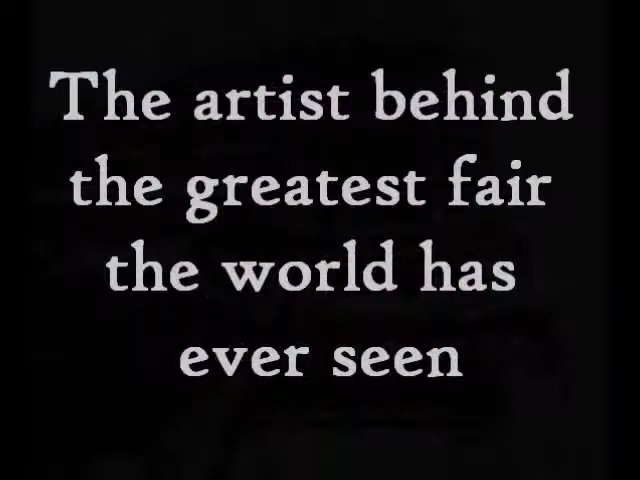 The artist behind
the greatest fair
the world has
ever seen